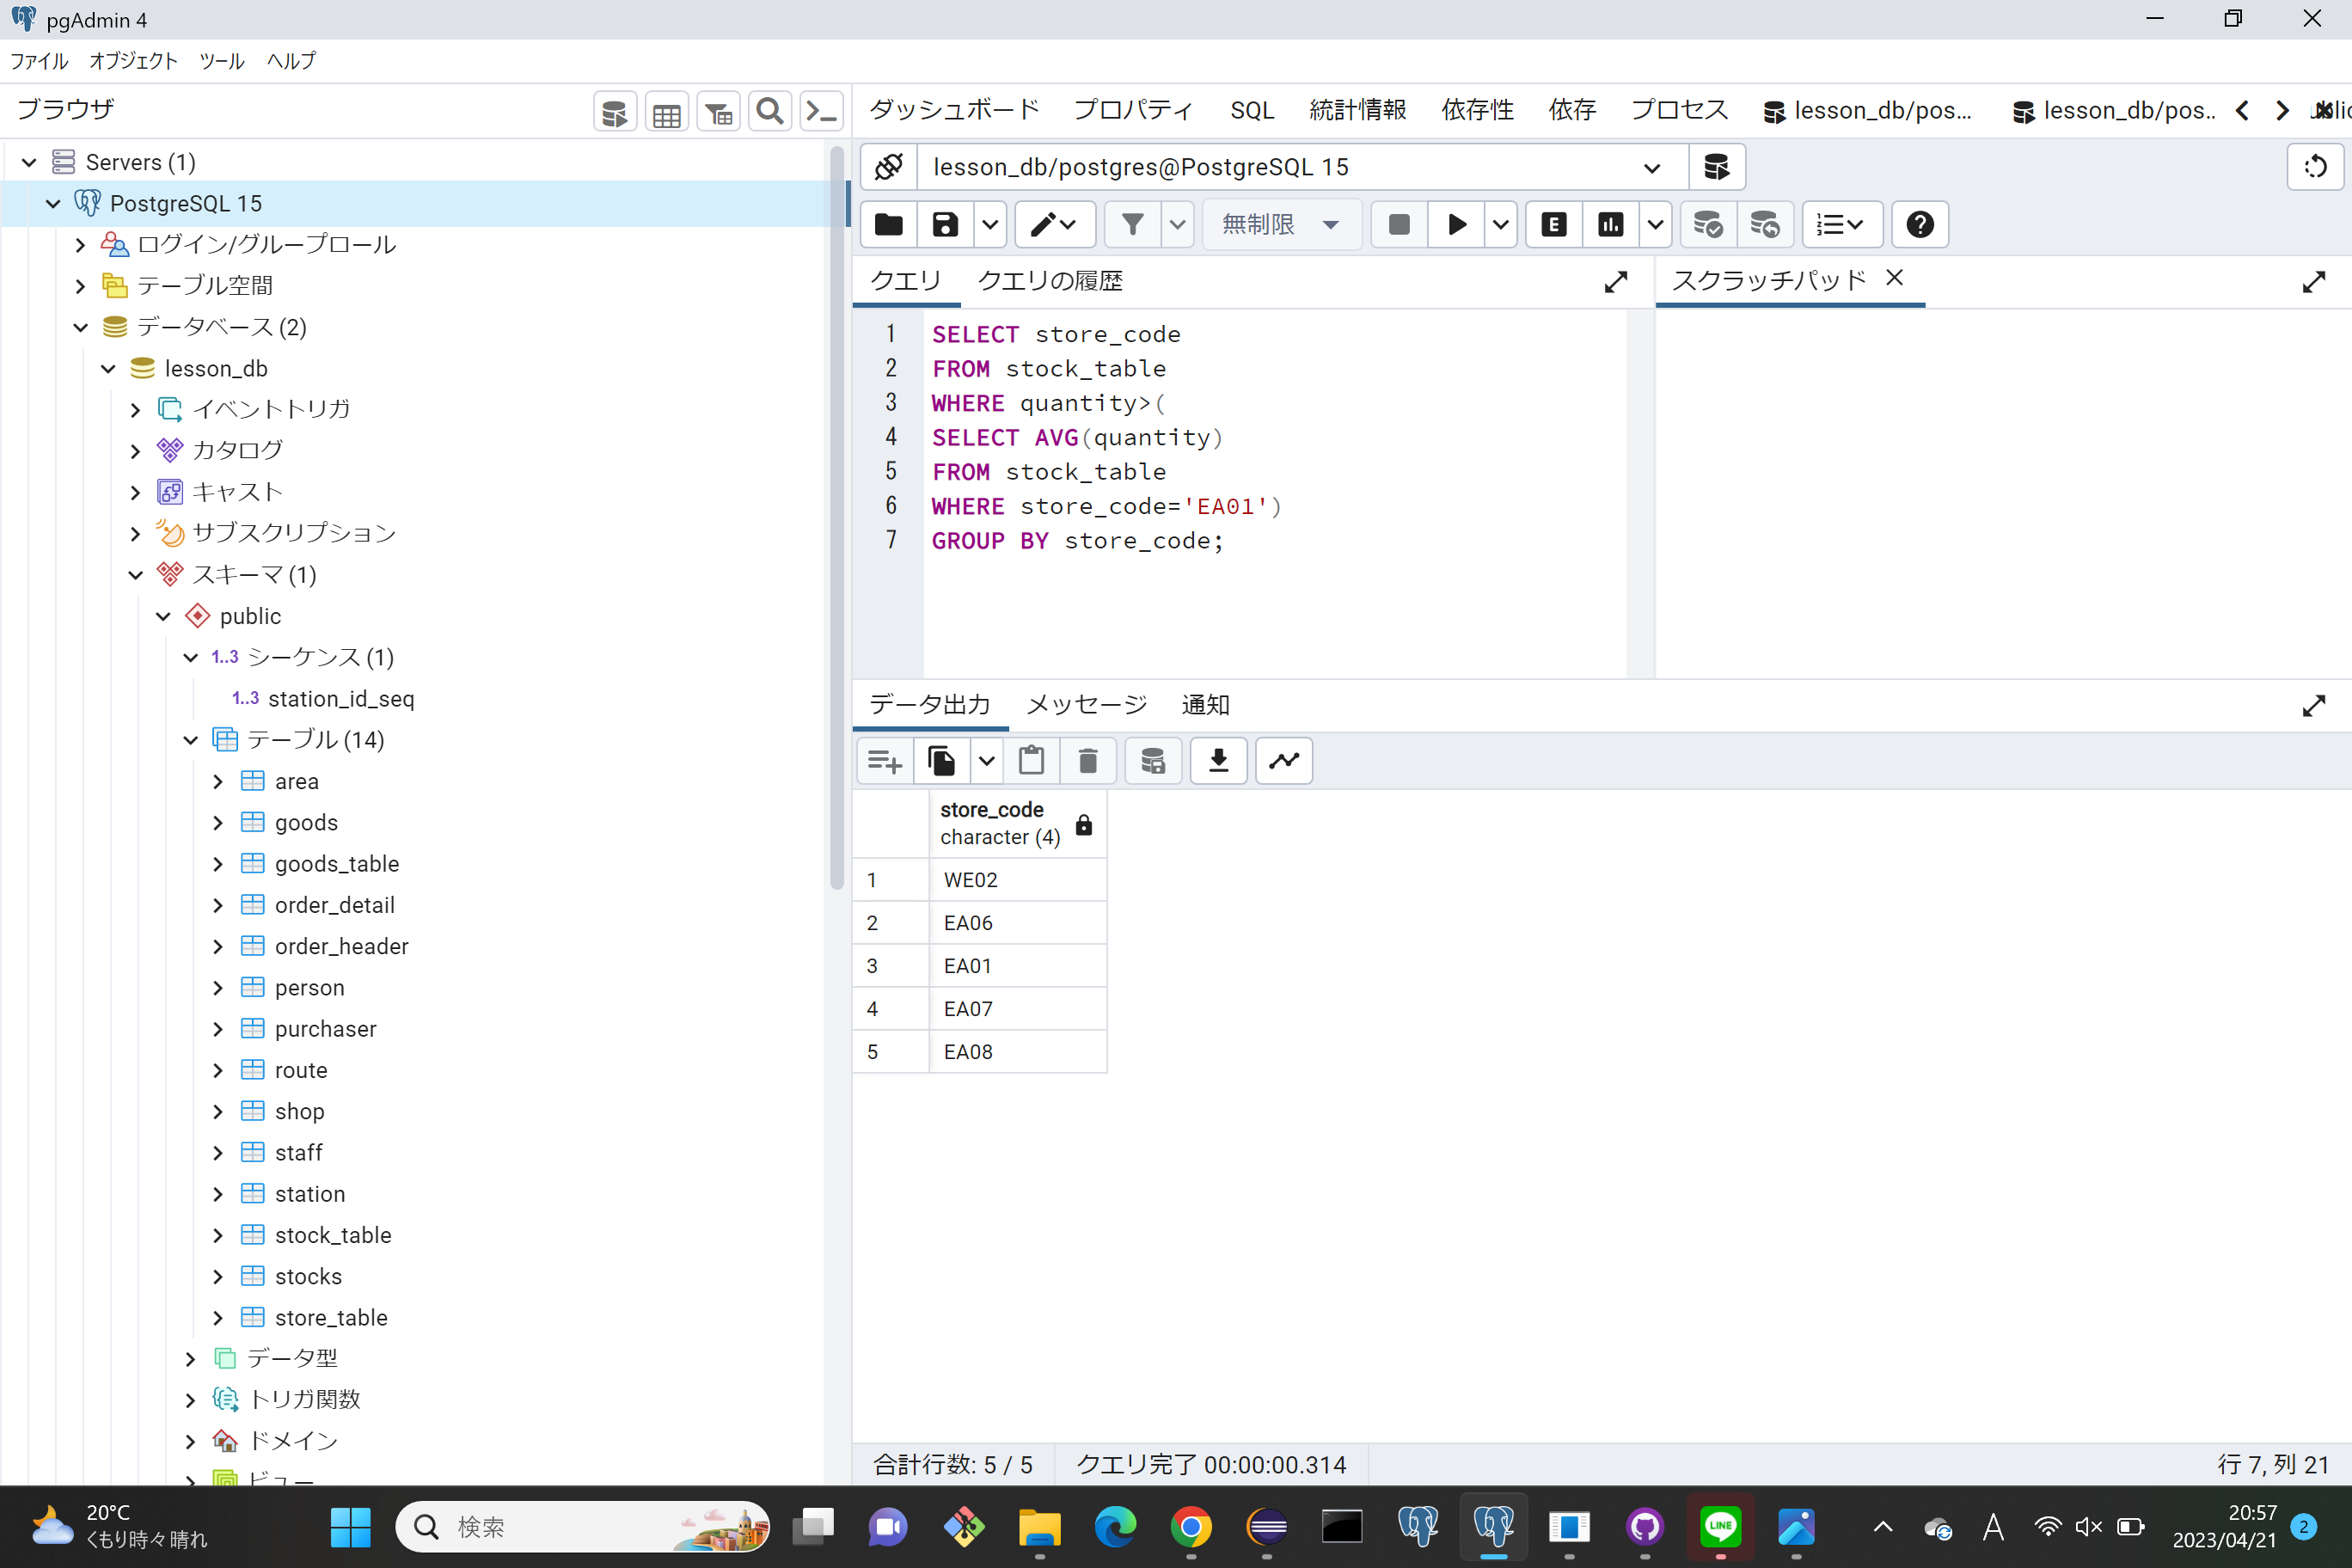 pgAdmin 4
ファイル オブジェクト ツール ヘルプ
ブラウザ
Servers (1)
PostgreSQL 15
ログイン/グループロール
テーブル空間
データベース (2)
lesson_db
イベントトリガ
カタログ
キャスト
サブスクリプション
スキーマ (1)
public
1..3 シーケンス (1)
1..3 station_id_seq
テーブル (14)
area
goods
goods_table
order_detail
order_header
person
purchaser
route
shop
staff
station
stock_table
stocks
store_table
データ型
トリガ関数
ドメイン
ビュー
ダッシュボード プロパティ SQL 統計情報 依存性 依存 プロセス lesson_db/pos... lesson_db/pos..
lesson_db/postgres@PostgreSQL 15
無制限 E
クエリ クエリの履歴 スクラッチパッド
1 SELECT store_code
2 FROM stock_table
3 WHERE quantity>(
4 SELECT AVG(quantity)
5 FROM stock_table
6 WHERE store_code='EA01')
7 GROUP BY store_code;
データ出力 メッセージ 通知
store_code
character (4)
1 WE02
2 EA06
3 EA01
4 EA07
5 EA08
合計行数: 5 / 5 クエリ完了 00:00:00.314 行 7, 列 21
20°C
くもり時々晴れ
検索
LINE
A
20:57
2023/04/21
2